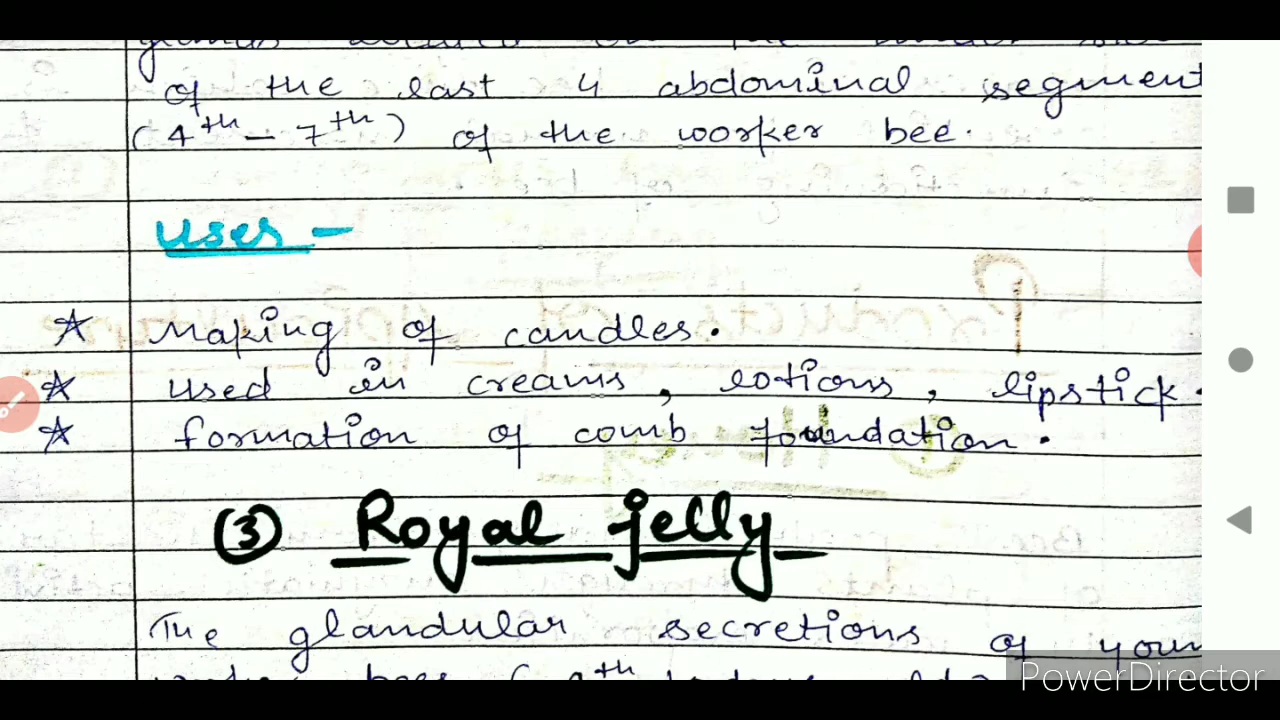 of the last 4 abdominal segment
(4th - 7th) of the worker bee.
Uses -
☆ Making of candles.
☆ used in creams, lotions, lipstick.
☆ formation of comb foundation.
(3) Royal jelly
The glandular secretions of youn
PowerDirector